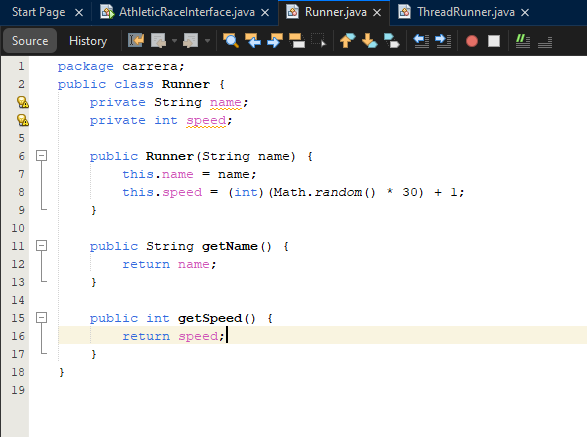 Start Page
AthleticRaceInterface.java
Runner.java
ThreadRunner.java
Source
History
1 package carrera;
2 public class Runner {
private String name;
private int speed;
5
6 public Runner(String name) {
7 this.name = name;
8 this.speed = (int)(Math.random() * 30) + 1;
9 }
10
11 public String getName() {
12 return name;
13 }
14
15 public int getSpeed() {
16 return speed;
17 }
18 }
19